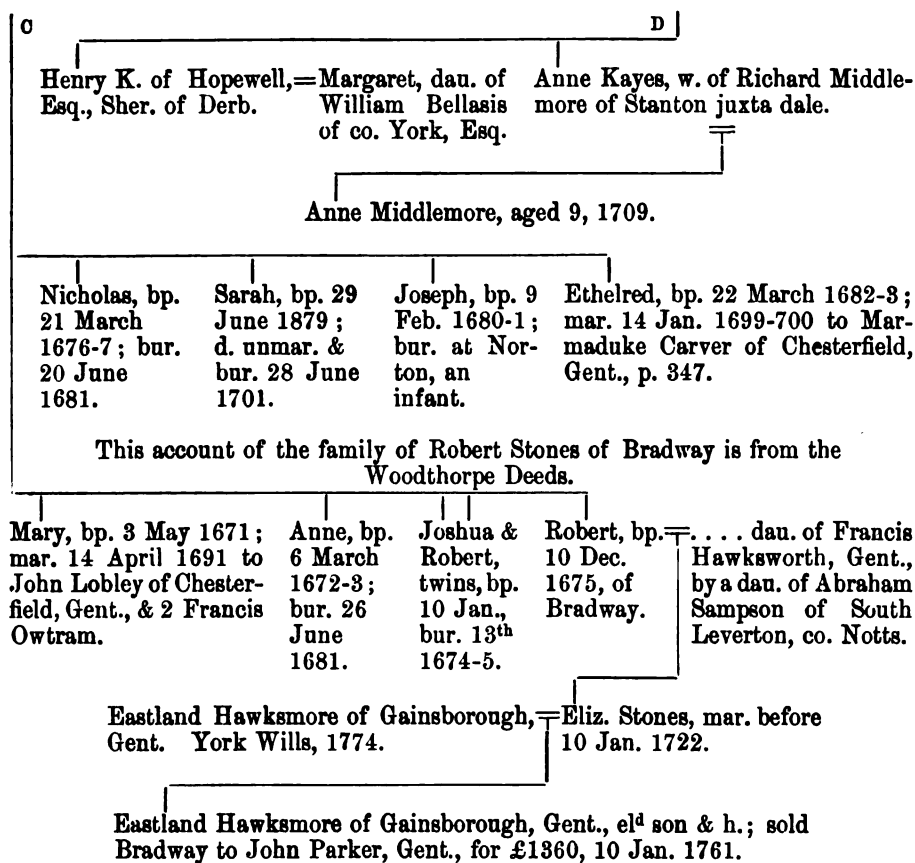 C
D
Henry K. of Hopewell,=Margaret, dau. of
Esq., Sher. of Derb.
William Bellasis
of co. York, Esq.
Anne Kayes, w. of Richard Middle-
more of Stanton juxta dale.
Anne Middlemore, aged 9, 1709.
Nicholas, bp.
21 March
1676-7 ; bur.
20 June
1681.
Sarah, bp. 29
June 1879 ;
d. unmar. &
bur. 28 June
1701.
Joseph, bp. 9
Feb. 1680-1 ;
bur. at Nor-
ton, an
infant.
Ethelred, bp. 22 March 1682-3 ;
mar. 14 Jan. 1699-700 to Mar-
maduke Carver of Chesterfield,
Gent., p. 347.
This account of the family of Robert Stones of Bradway is from the
Woodthorpe Deeds.
Mary, bp. 3 May 1671 ;
mar. 14 April 1691 to
John Lobley of Chester-
field, Gent., & 2 Francis
Owtram.
Anne, bp.
6 March
1672-3 ;
bur. 26
June
1681.
Joshua &
Robert,
twins, bp.
10 Jan.,
bur. 13th
1674-5.
Robert, bp.
10 Dec.
1675, of
Bradway.
. . . . dau. of Francis
Hawksworth, Gent.,
by a dau. of Abraham
Sampson of South
Leverton, co. Notts.
Eastland Hawksmore of Gainsborough,
Gent. York Wills, 1774.
Eliz. Stones, mar. before
10 Jan. 1722.
Eastland Hawksmore of Gainsborough, Gent., eld son & h. ; sold
Bradway to John Parker, Gent., for £1360, 10 Jan. 1761.